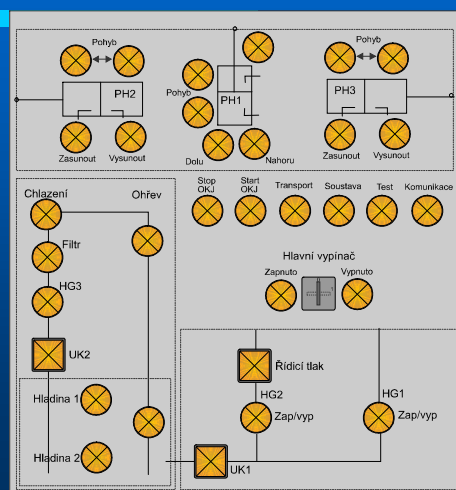 Pohyb
PH2
Zasunout
Vysunout
Pohyb
PH1
Dolu
Nahoru
Pohyb
PH3
Zasunout
Vysunout
Stop
OKJ
Start
OKJ
Transport
Soustava
Test
Komunikace
Chlazení
Ohřev
Filtr
HG3
UK2
Hladina 1
Hladina 2
Hlavní vypínač
Zapnuto
Vypnuto
Řídicí tlak
HG2
Zap/vyp
HG1
Zap/vyp
UK1